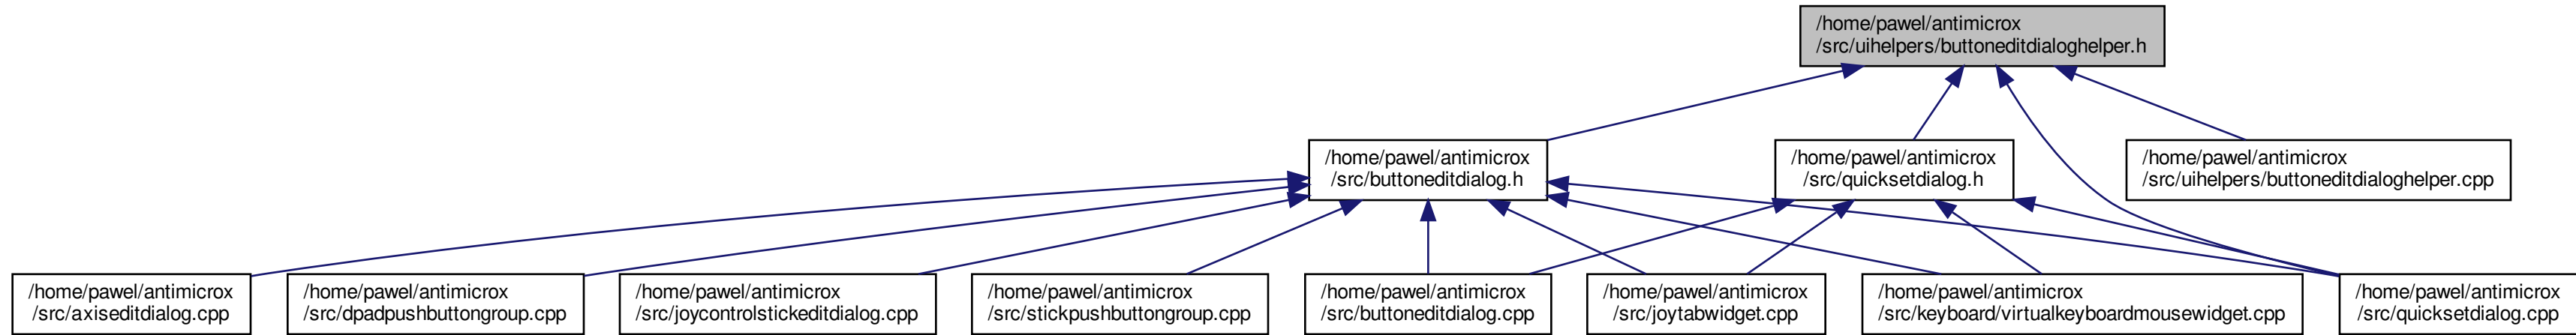 /home/pawel/antimicrox
/src/uihelpers/buttoneditdialoghelper.h
/home/pawel/antimicrox
/src/buttoneditdialog.h
/home/pawel/antimicrox
/src/quicksetdialog.h
/home/pawel/antimicrox
/src/uihelpers/buttoneditdialoghelper.cpp
/home/pawel/antimicrox
/src/axiseditdialog.cpp
/home/pawel/antimicrox
/src/dpadpushbuttongroup.cpp
/home/pawel/antimicrox
/src/joycontrolstickeditdialog.cpp
/home/pawel/antimicrox
/src/stickpushbuttongroup.cpp
/home/pawel/antimicrox
/src/buttoneditdialog.cpp
/home/pawel/antimicrox
/src/joytabwidget.cpp
/home/pawel/antimicrox
/src/keyboard/virtualkeyboardmousewidget.cpp
/home/pawel/antimicrox
/src/quicksetdialog.cpp